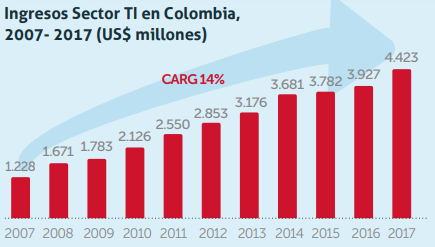 Ingresos Sector TI en Colombia,
2007- 2017 (US$ millones)
CARG 14%
1.228
1.671
1.783
2.126
2.550
2.853
3.176
3.681
3.782
3.927
4.423
2007 2008 2009 2010 2011 2012 2013 2014 2015 2016 2017